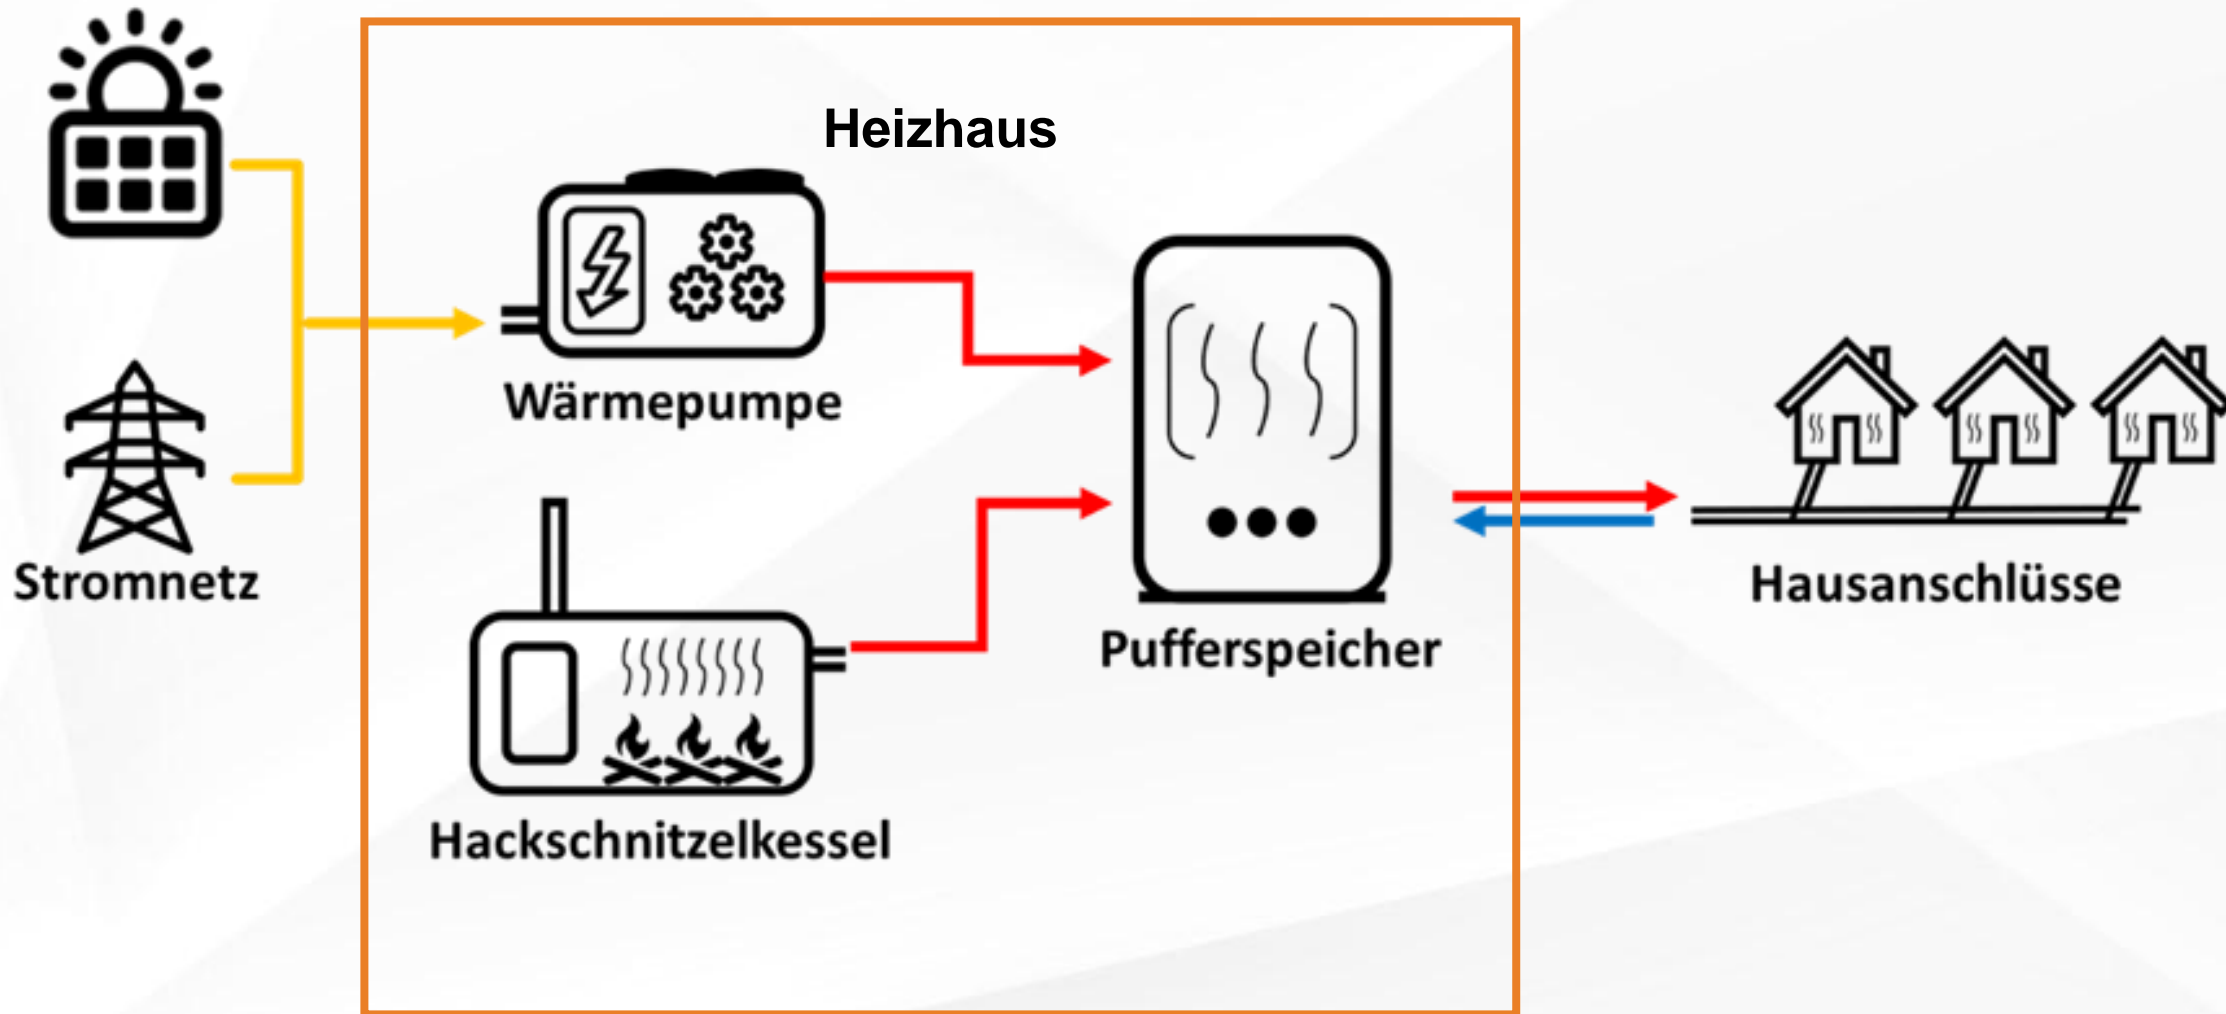 Heizhaus
Wärmepumpe
Stromnetz
Hausanschlüsse
Pufferspeicher
Hackschnitzelkessel